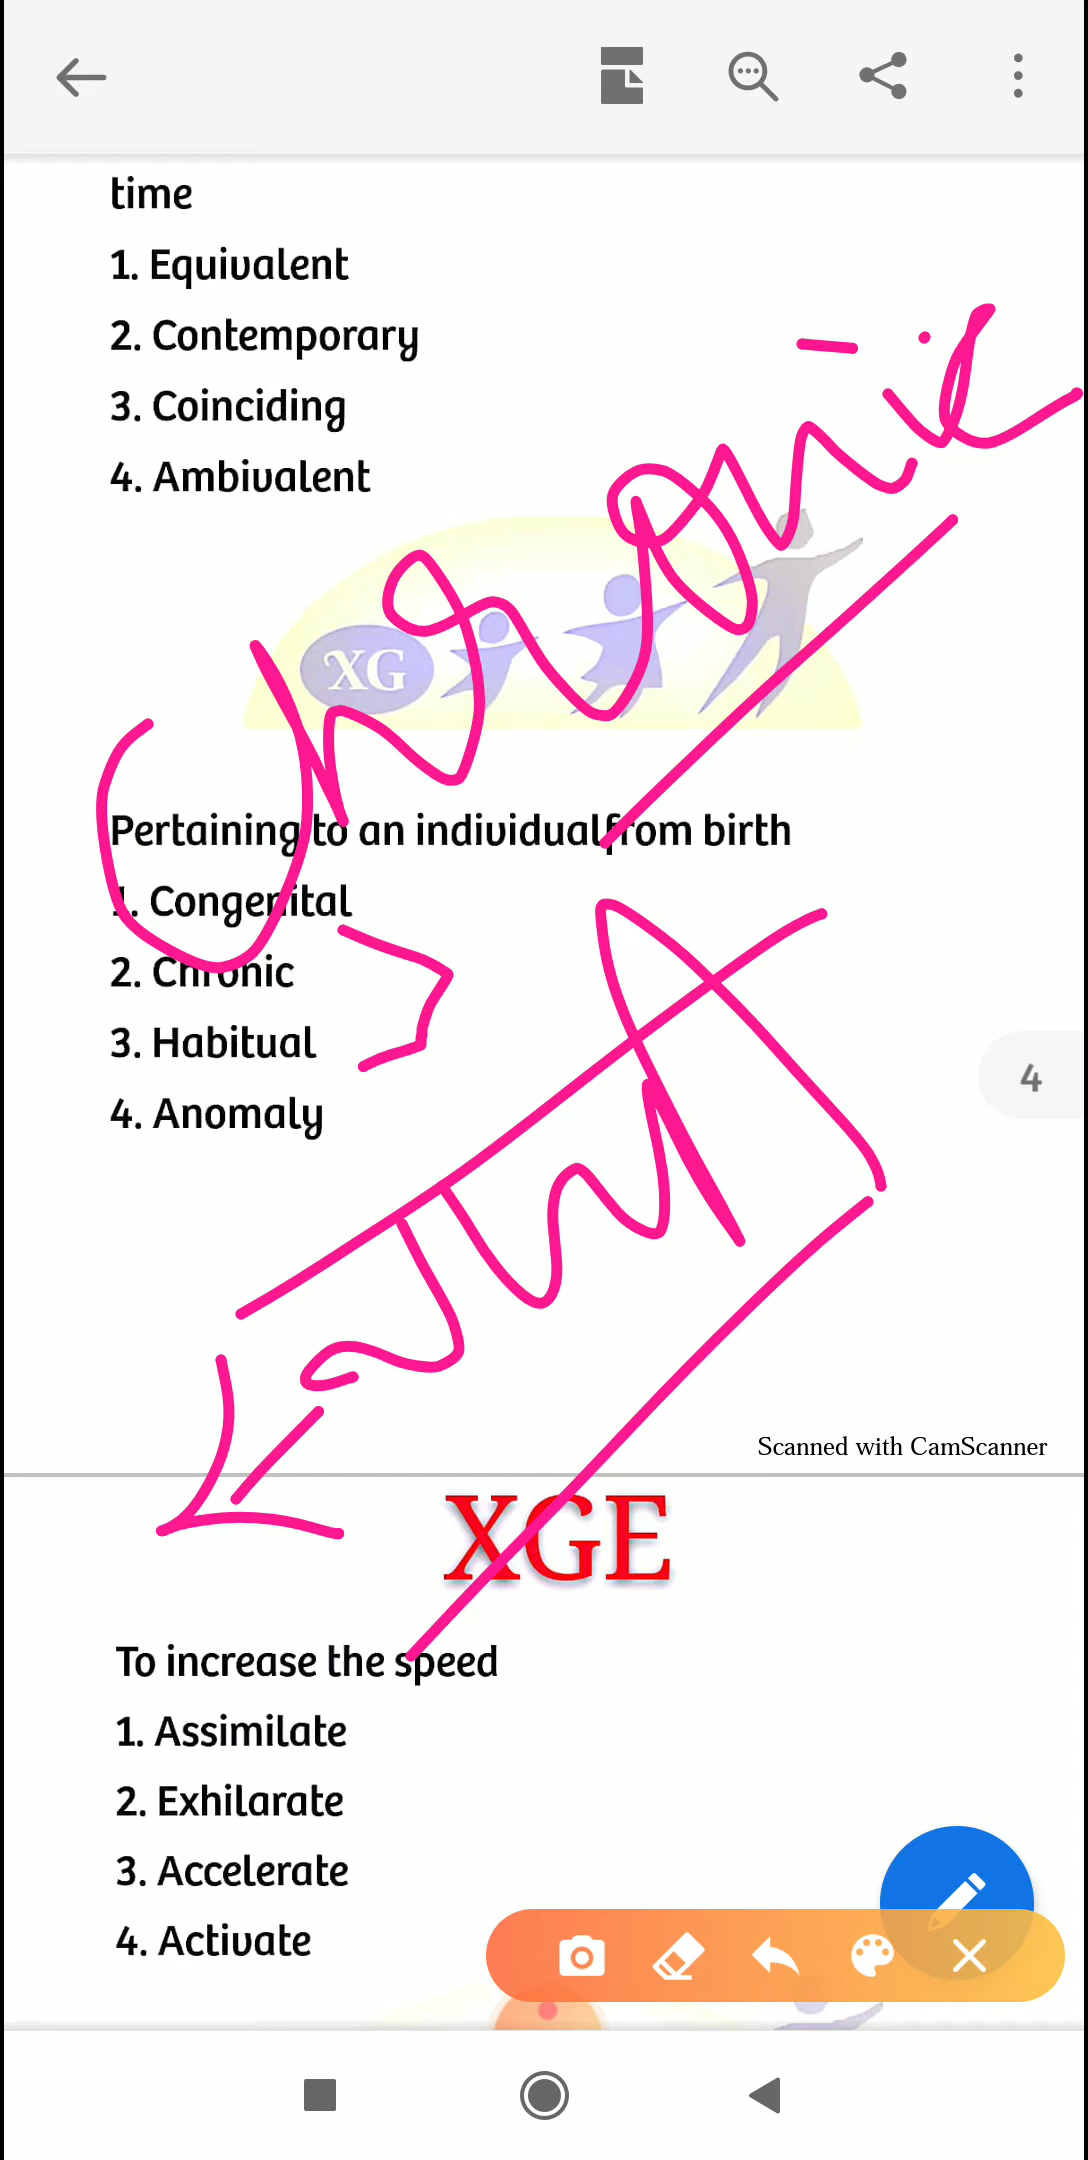 time
1. Equivalent
2. Contemporary
3. Coinciding
4. Ambivalent
chronic
XG
Pertaining to an individual from birth
1. Congenital
2. Chronic
3. Habitual
4. Anomaly
4
Scanned with CamScanner
XGE
To increase the speed
1. Assimilate
2. Exhilarate
3. Accelerate
4. Activate